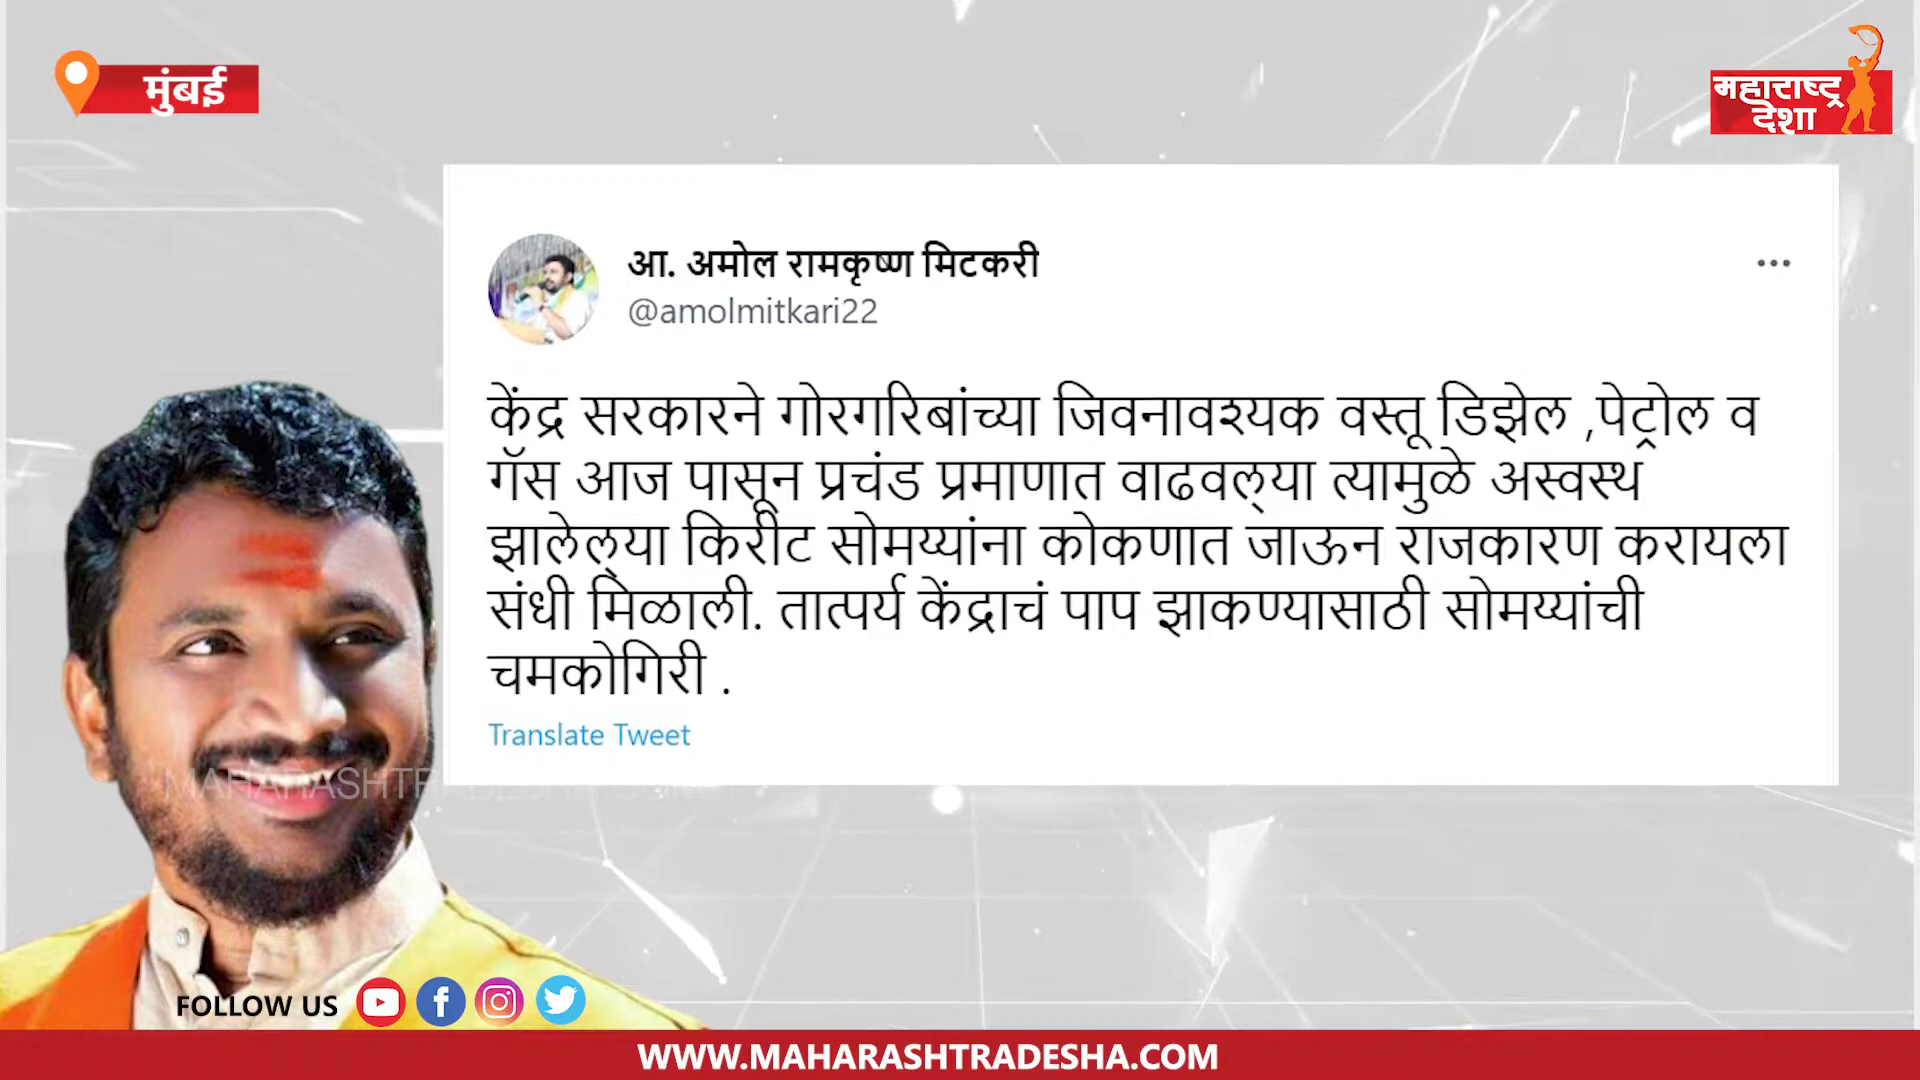 मुंबई
महाराष्ट्र
देशा
आ. अमोल रामकृष्ण मिटकरी
@amolmitkari22
केंद्र सरकारने गोरगरिबांच्या जिवनावश्यक वस्तू डिझेल ,पेट्रोल व
गॅस आज पासून प्रचंड प्रमाणात वाढवल्या त्यामुळे अस्वस्थ
झालेल्या किरीट सोमय्यांना कोकणात जाऊन राजकारण करायला
संधी मिळाली. तात्पर्य केंद्राचं पाप झाकण्यासाठी सोमय्यांची
चमकोगिरी .
Translate Tweet
FOLLOW US
WWW.MAHARASHTRADESHA.COM